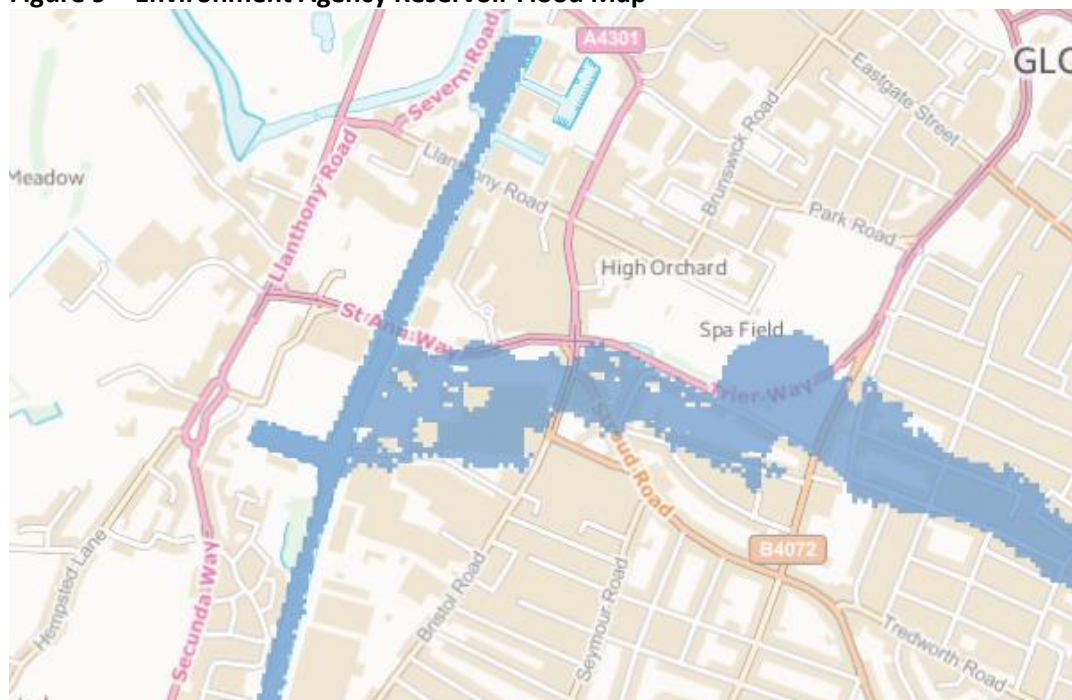 Figure 9 – Environment Agency Reservoir Flood Map
A4301
GLO
Severn Road
Eastgate Street
Llanthony Road
Brunswick Road
Meadow
Llanthony Road
Park Road
High Orchard
St Ann Way
Spa Field
Trier Way
Stroud Road
B4072
Hempsted Lane
Bristol Road
Seymour Road
Secunda Way
Tredworth Road